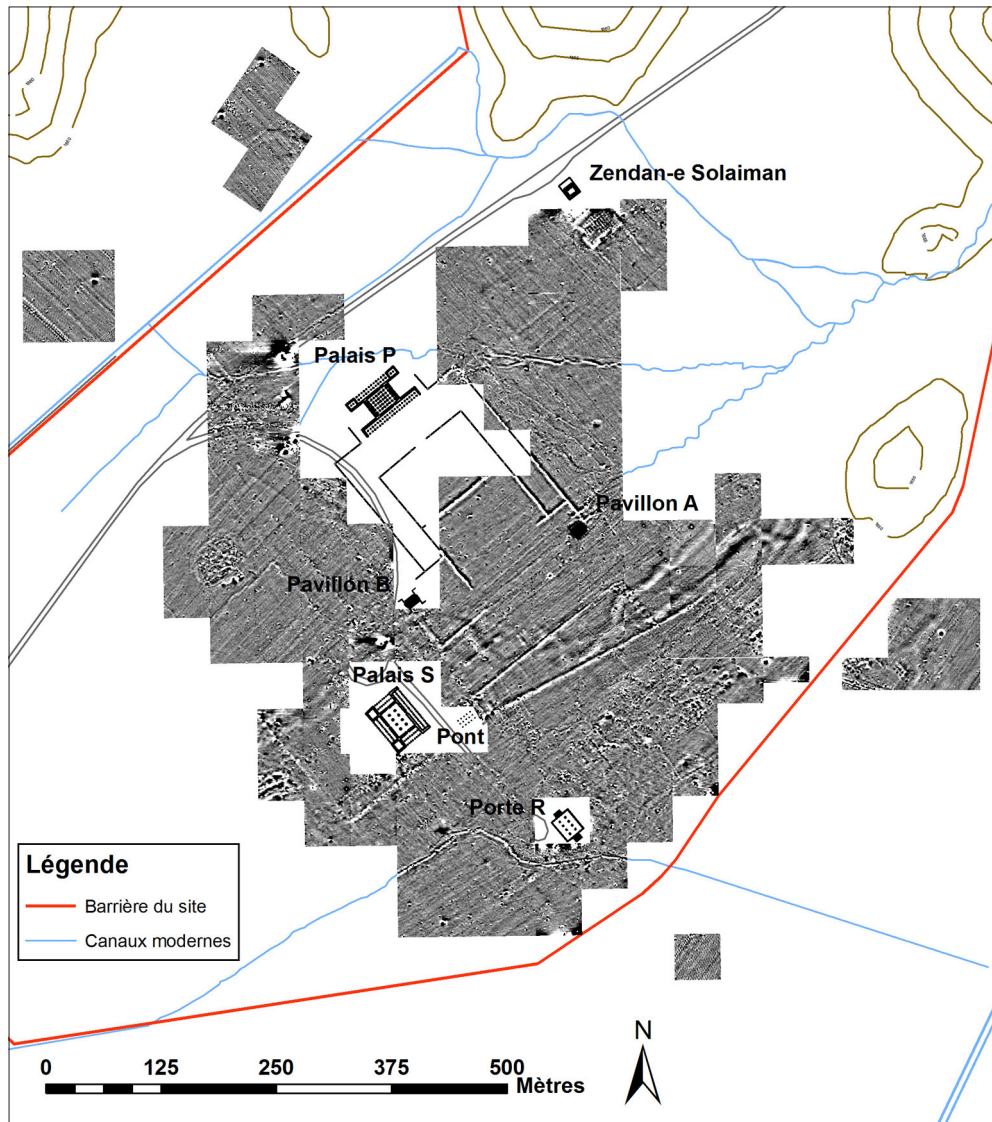 Zendan-e Solaiman
Palais P
Pavillon A
Pavillon B
Palais S
Pont
Porte R
Légende
Barrière du site
Canaux modernes
N
0 125 250 375 500
Mètres